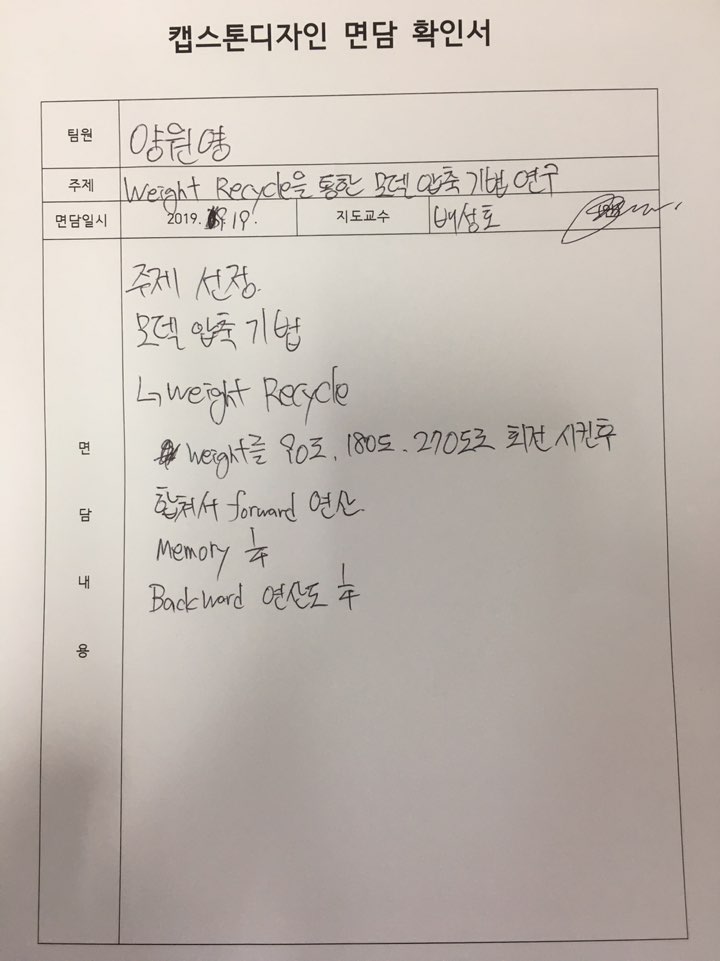 캡스톤디자인 면담 확인서
팀원 양원영
주제 Weight Recycle을 통한 모델 압축 기법 연구
면담일시 2019. 19. 지도교수 배성호
주제 선정.
모델 압축 기법
↳ Weight Recycle
weight를 90도, 180도, 270도로 회전 시킨후
합쳐서 forward 연산.
Memory 1/4
Backward 연산도 1/4
면
담
내
용